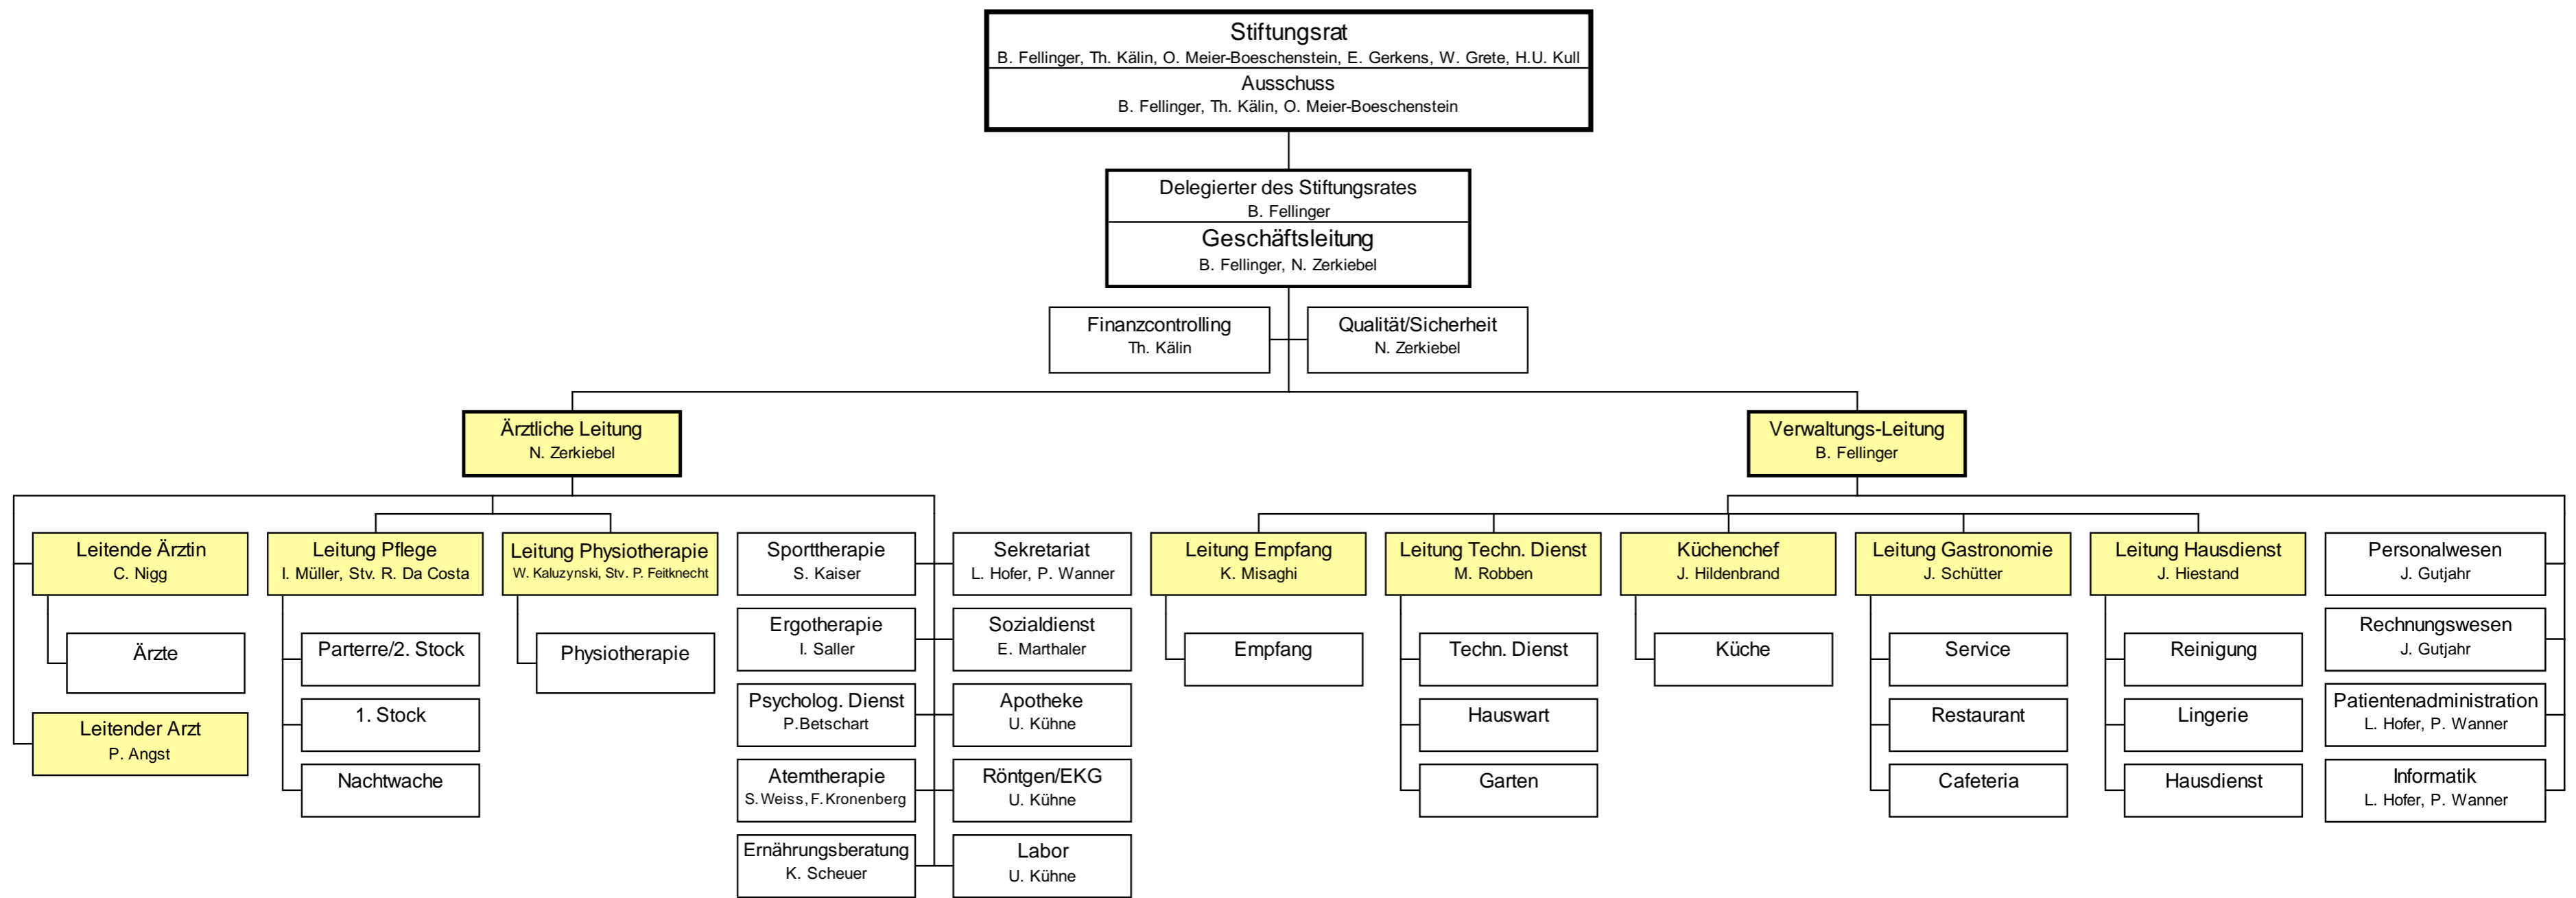 Stiftungsrat
B. Fellinger, Th. Kälin, O. Meier-Boeschenstein, E. Gerkens, W. Grete, H.U. Kull
Ausschuss
B. Fellinger, Th. Kälin, O. Meier-Boeschenstein
Delegierter des Stiftungsrates
B. Fellinger
Geschäftsleitung
B. Fellinger, N. Zerkiebel
Finanzcontrolling
Th. Kälin
Qualität/Sicherheit
N. Zerkiebel
Ärztliche Leitung
N. Zerkiebel
Verwaltungs-Leitung
B. Fellinger
Leitende Ärztin
C. Nigg
Ärzte
Leitender Arzt
P. Angst
Leitung Pflege
I. Müller, Stv. R. Da Costa
Parterre/2. Stock
1. Stock
Nachtwache
Leitung Physiotherapie
W. Kaluzynski, Stv. P. Feitknecht
Physiotherapie
Sporttherapie
S. Kaiser
Ergotherapie
I. Saller
Psycholog. Dienst
P.Betschart
Atemtherapie
S. Weiss, F. Kronenberg
Ernährungsberatung
K. Scheuer
Sekretariat
L. Hofer, P. Wanner
Sozialdienst
E. Marthaler
Apotheke
U. Kühne
Röntgen/EKG
U. Kühne
Labor
U. Kühne
Leitung Empfang
K. Misaghi
Empfang
Leitung Techn. Dienst
M. Robben
Techn. Dienst
Hauswart
Garten
Küchenchef
J. Hildenbrand
Küche
Leitung Gastronomie
J. Schütter
Service
Restaurant
Cafeteria
Leitung Hausdienst
J. Hiestand
Reinigung
Lingerie
Hausdienst
Personalwesen
J. Gutjahr
Rechnungswesen
J. Gutjahr
Patientenadministration
L. Hofer, P. Wanner
Informatik
L. Hofer, P. Wanner